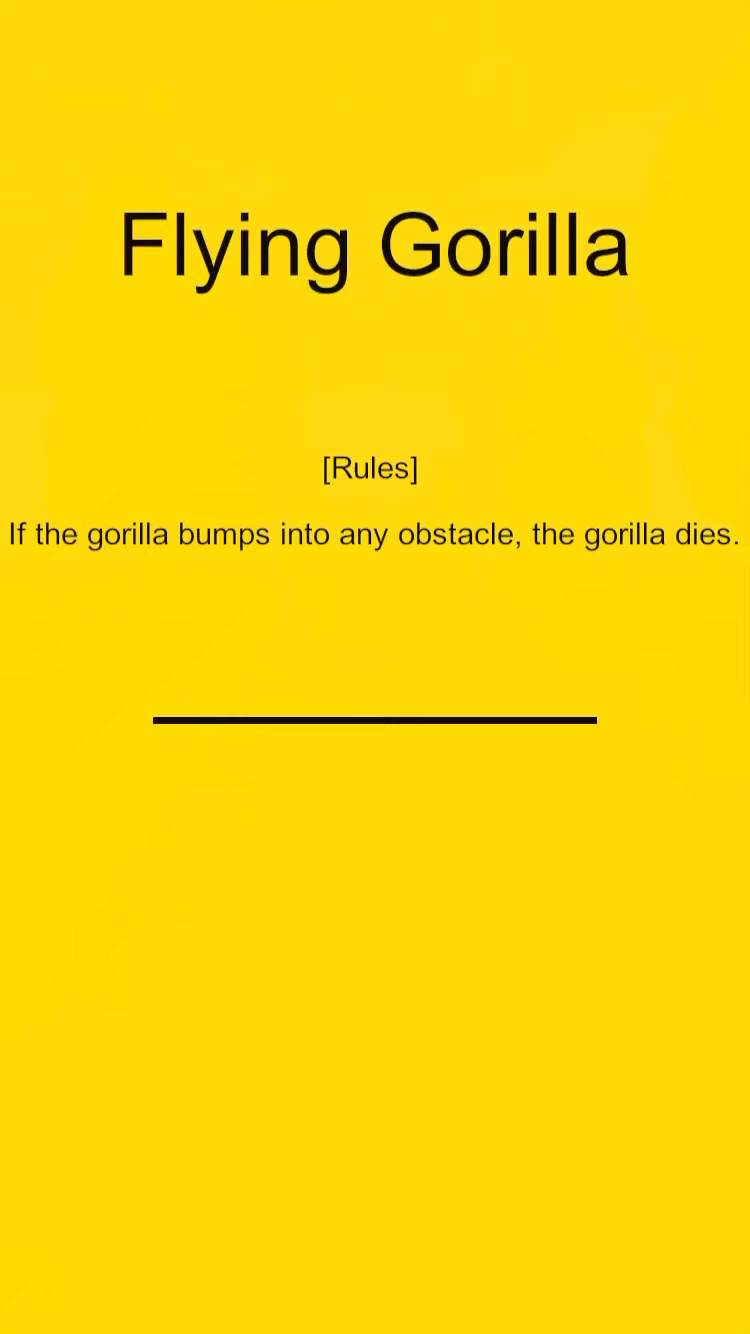 Flying Gorilla
[Rules]
If the gorilla bumps into any obstacle, the gorilla dies.